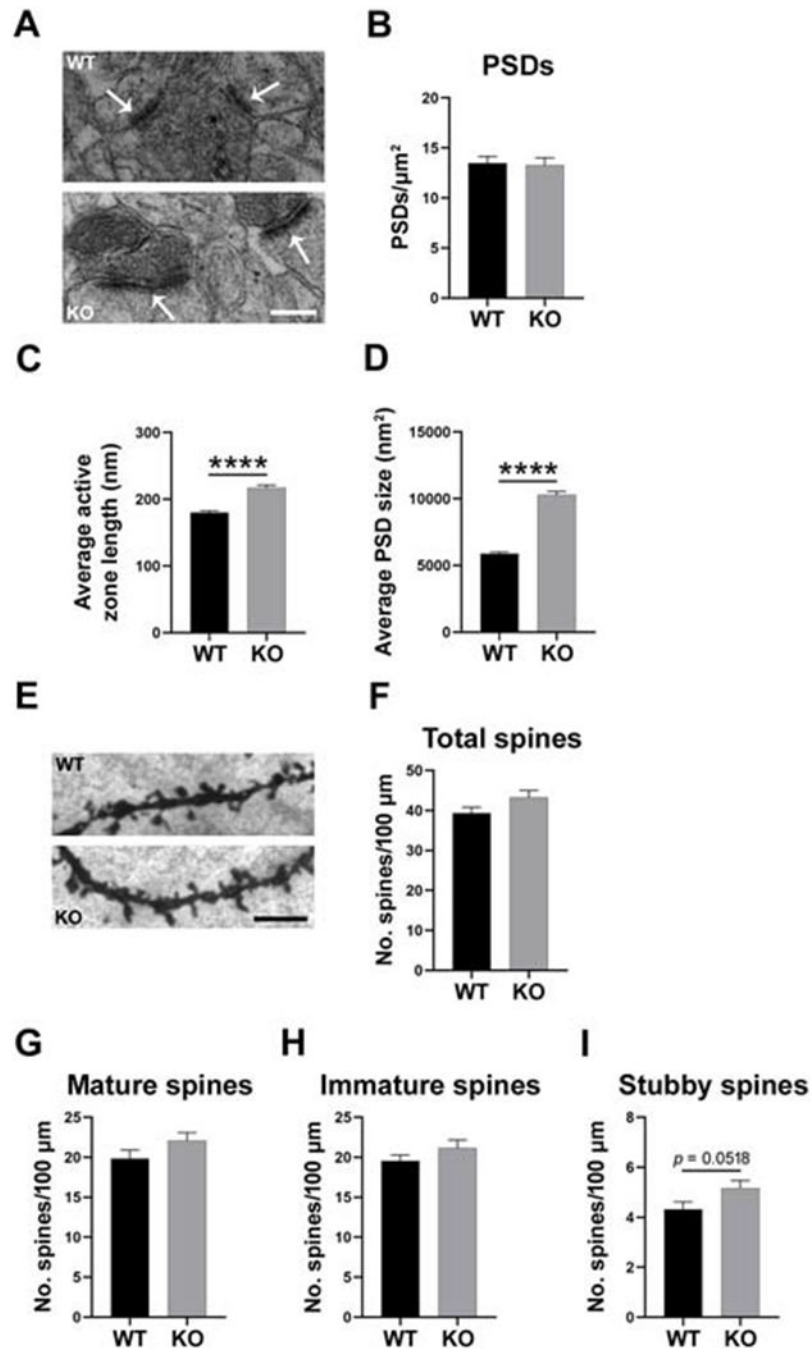 A
WT
KO
B
PSDs
PSDs/µm²
20
15
10
5
0
WT KO
C
Average active
zone length (nm)
300
200
100
0
****
WT KO
D
Average PSD size (nm²)
15000
10000
5000
0
****
WT KO
E
WT
KO
F
Total spines
No. spines/100 µm
50
40
30
20
10
0
WT KO
G
Mature spines
No. spines/100 µm
25
20
15
10
5
0
WT KO
H
Immature spines
No. spines/100 µm
25
20
15
10
5
0
WT KO
I
Stubby spines
No. spines/100 µm
8
6
4
2
0
p = 0.0518
WT KO